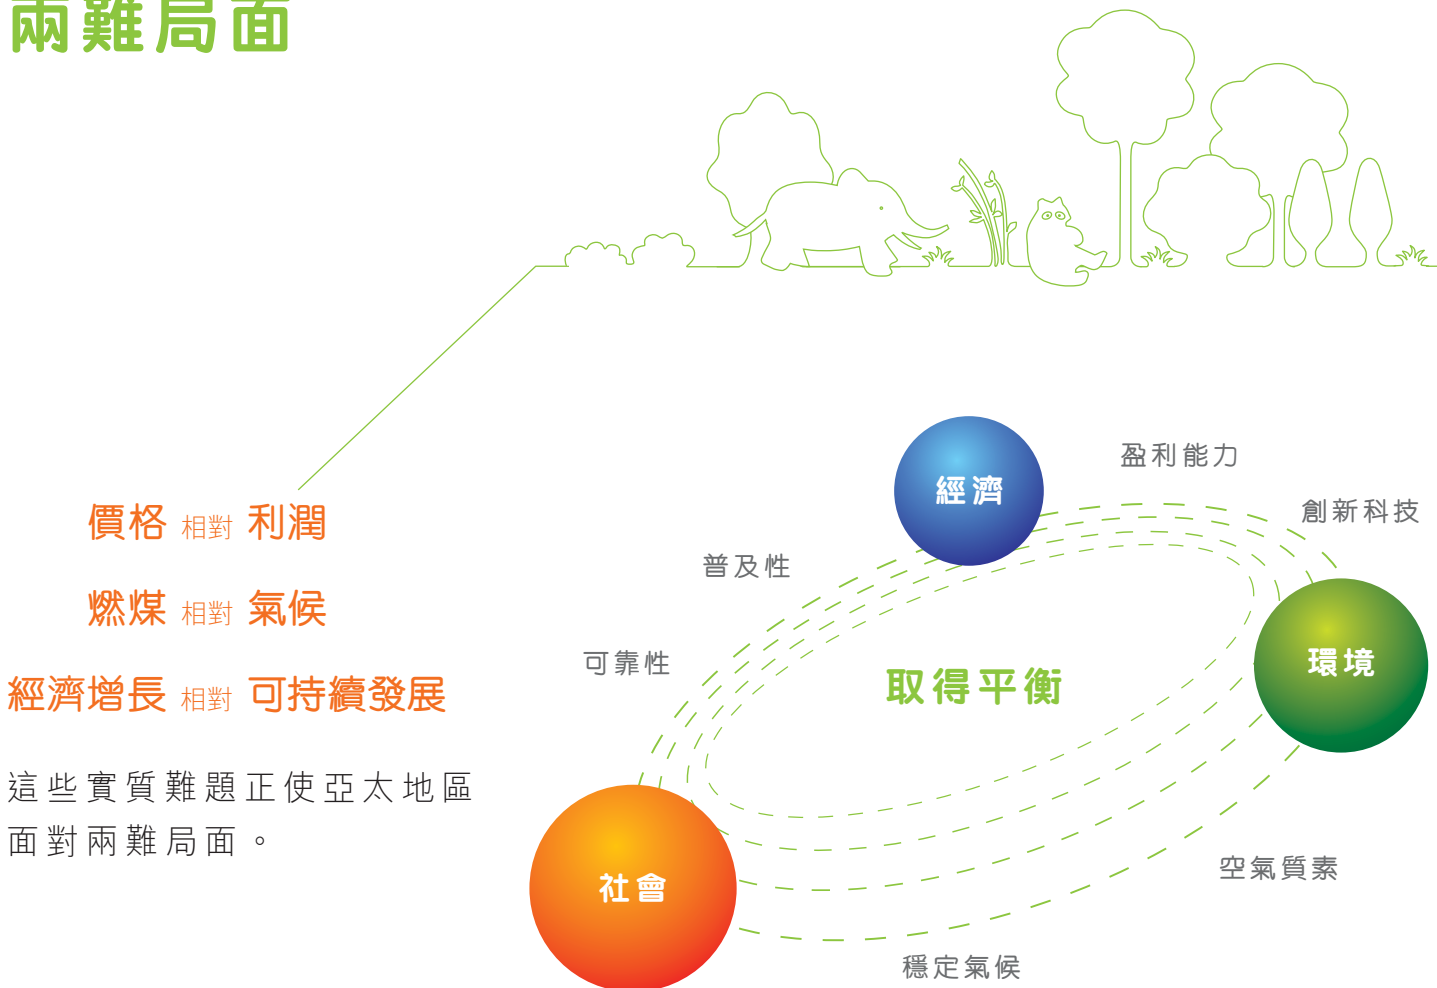 兩難局面
價格 相對 利潤
燃煤 相對 氣候
經濟增長 相對 可持續發展
這些實質難題正使亞太地區
面對兩難局面。
經濟
盈利能力
創新科技
普及性
可靠性
環境
取得平衡
社會
空氣質素
穩定氣候